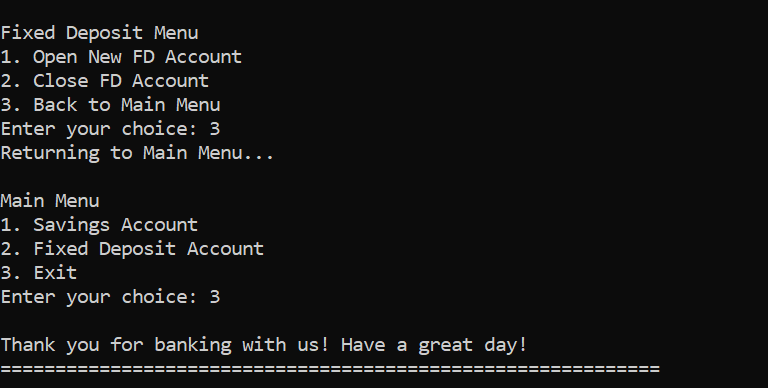 Fixed Deposit Menu
1. Open New FD Account
2. Close FD Account
3. Back to Main Menu
Enter your choice: 3
Returning to Main Menu...
Main Menu
1. Savings Account
2. Fixed Deposit Account
3. Exit
Enter your choice: 3
Thank you for banking with us! Have a great day!
============================================================